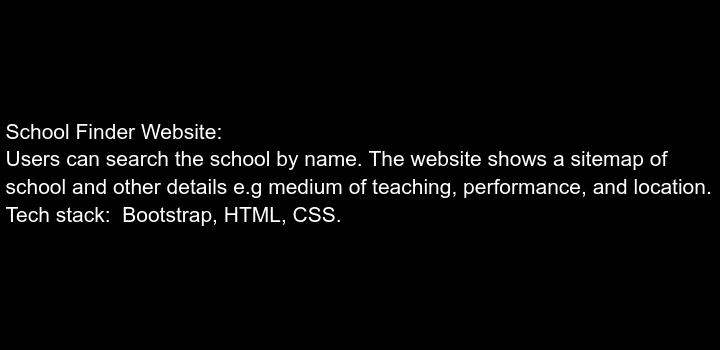 School Finder Website:
Users can search the school by name. The website shows a sitemap of
school and other details e.g medium of teaching, performance, and location.
Tech stack:  Bootstrap, HTML, CSS.